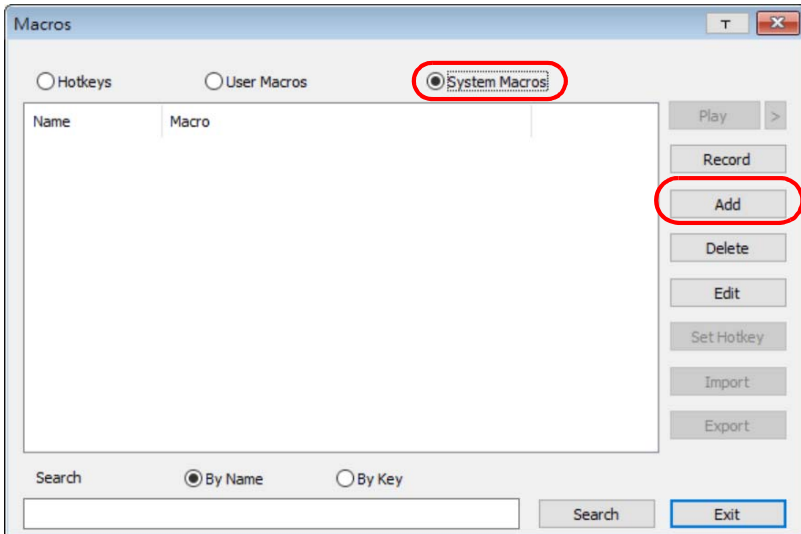 Macros T
Hotkeys User Macros System Macros
Name Macro
Play >
Record
Add
Delete
Edit
Set Hotkey
Import
Export
Search By Name By Key
Search Exit